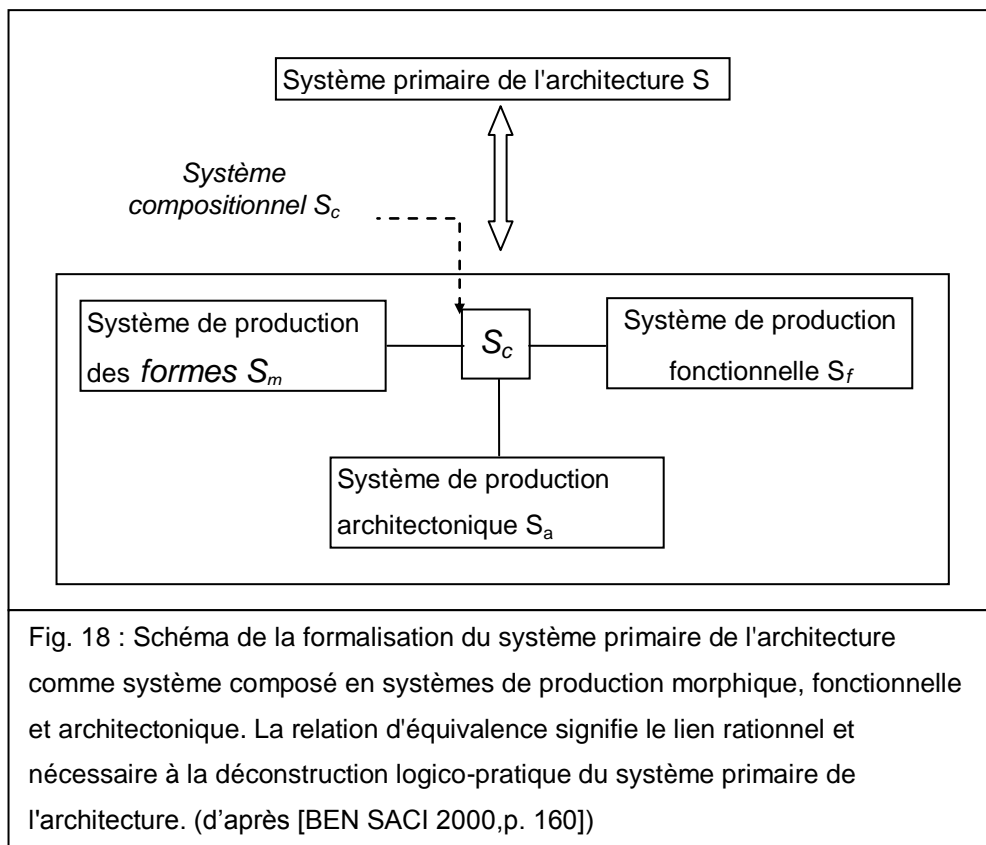 Système primaire de l'architecture S
Système
compositionnel Sc
Système de production
des formes Sm
Sc
Système de production
fonctionnelle Sf
Système de production
architectonique Sa
Fig. 18 : Schéma de la formalisation du système primaire de l'architecture
comme système composé en systèmes de production morphique, fonctionnelle
et architectonique. La relation d'équivalence signifie le lien rationnel et
nécessaire à la déconstruction logico-pratique du système primaire de
l'architecture. (d’après [BEN SACI 2000,p. 160])